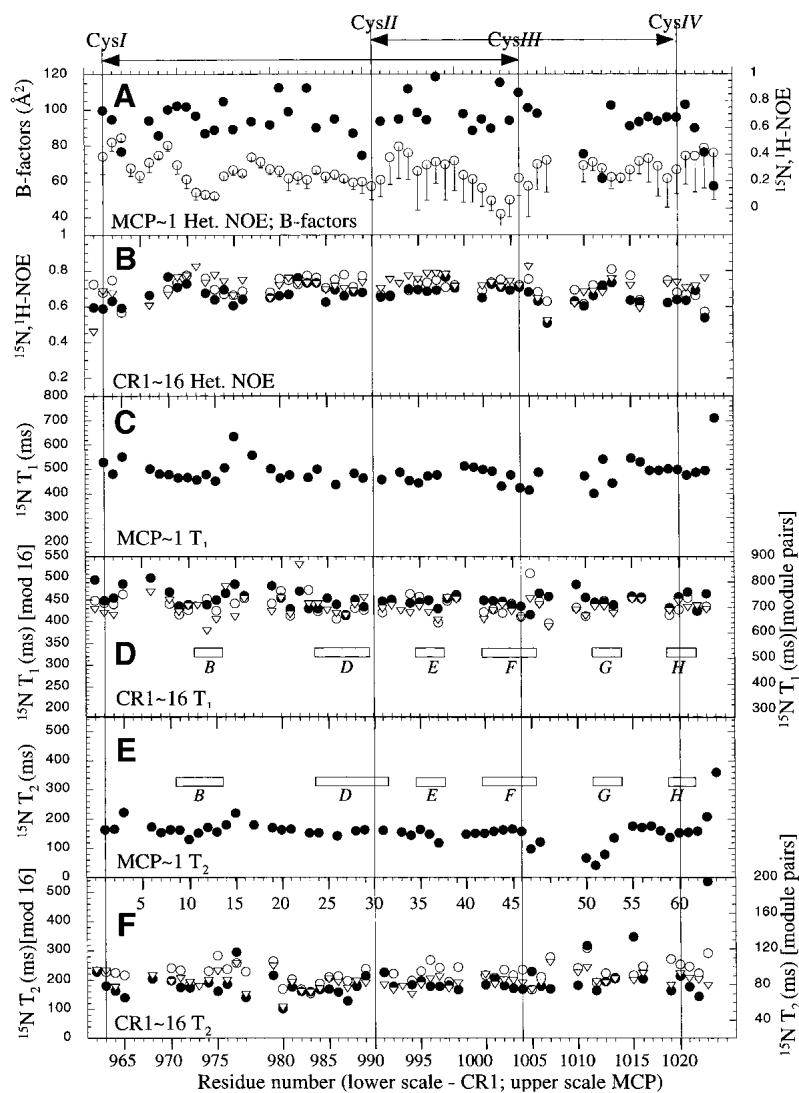 CysI CysII CysIII CysIV
120 100 80 60 40
B-factors (Å²)
A
MCP~1 Het. NOE; B-factors
1 0.8 0.6 0.4 0.2 0
¹⁵N,¹H-NOE
1 0.8 0.6 0.4 0.2
¹⁵N,¹H-NOE
B
CR1~16 Het. NOE
800 700 600 500 400 300 200
¹⁵N T₁ (ms)
C
MCP~1 T₁
550 500 450 400 350 300 250 200
¹⁵N T₁ (ms) [mod 16]
D
B D E F G H
CR1~16 T₁
900 800 700 600 500 400 300
¹⁵N T₁ (ms)[module pairs]
500 400 300 200 100 0
¹⁵N T₂ (ms)
E
B D E F G H
MCP~1 T₂
5 10 15 20 25 30 35 40 45 50 55 60
500 400 300 200 100 0
¹⁵N T₂ (ms)[mod 16]
F
CR1~16 T₂
200 160 120 80 40
¹⁵N T₂ (ms) [module pairs]
965 970 975 980 985 990 995 1000 1005 1010 1015 1020
Residue number (lower scale - CR1; upper scale MCP)